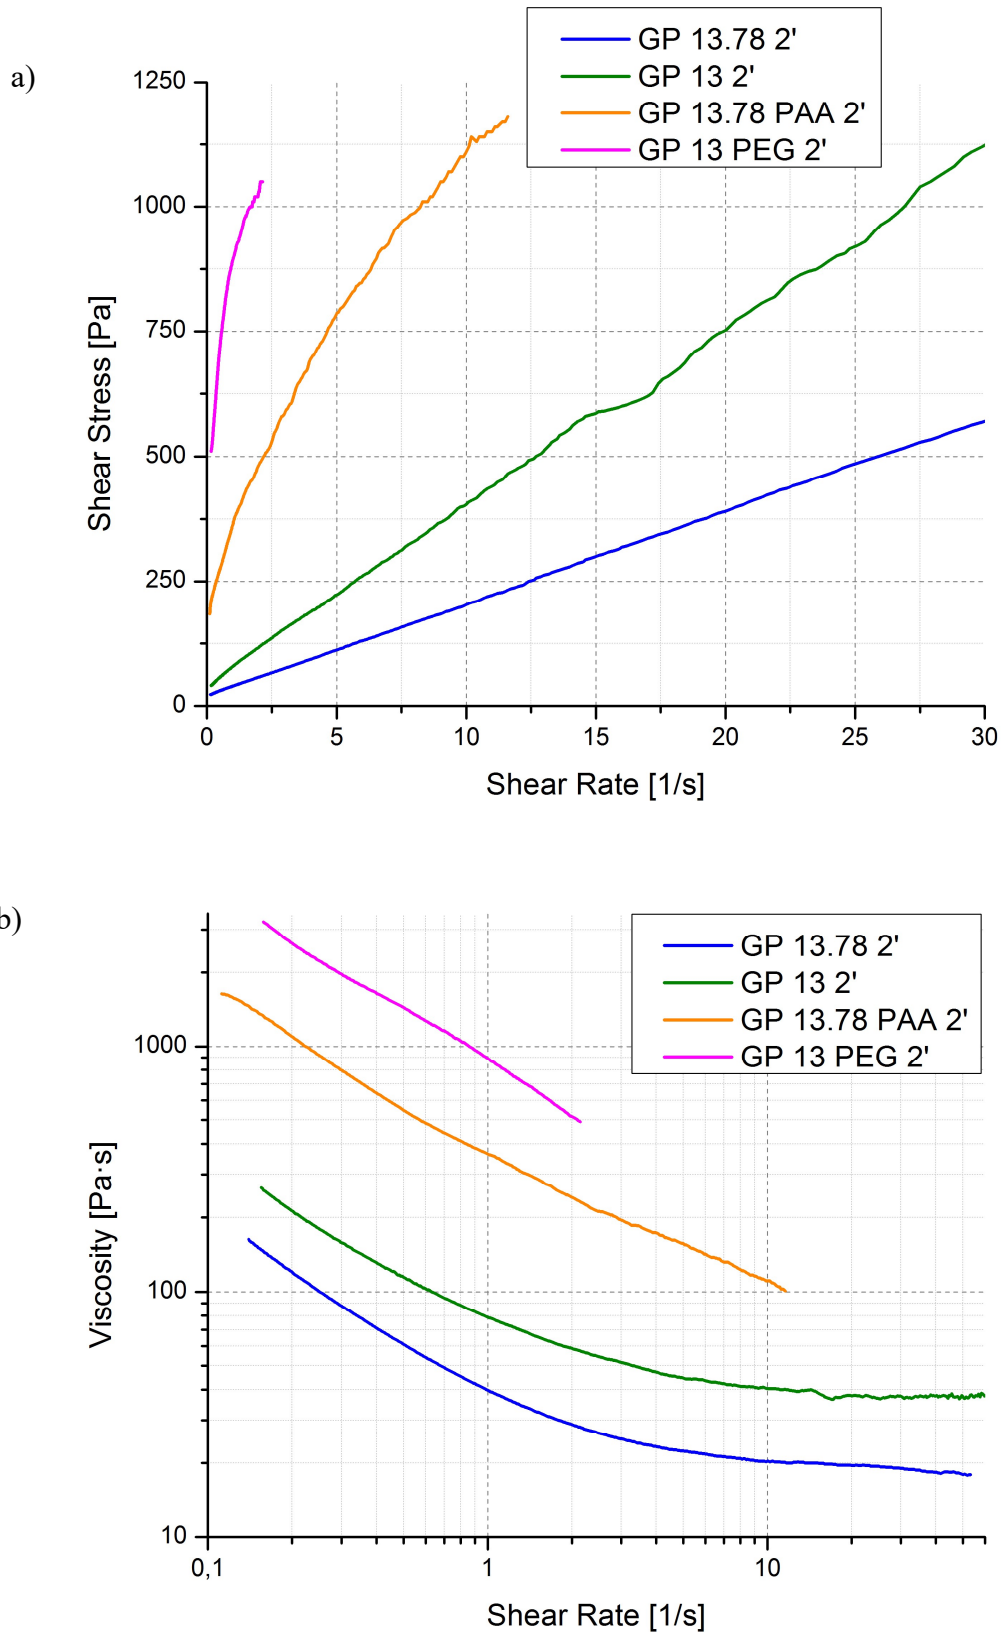 a)
GP 13.78 2'
GP 13 2'
GP 13.78 PAA 2'
GP 13 PEG 2'
1250
1000
750
500
250
0
Shear Stress [Pa]
0 5 10 15 20 25 30
Shear Rate [1/s]
b)
GP 13.78 2'
GP 13 2'
GP 13.78 PAA 2'
GP 13 PEG 2'
1000
100
10
Viscosity [Pa·s]
0,1 1 10
Shear Rate [1/s]